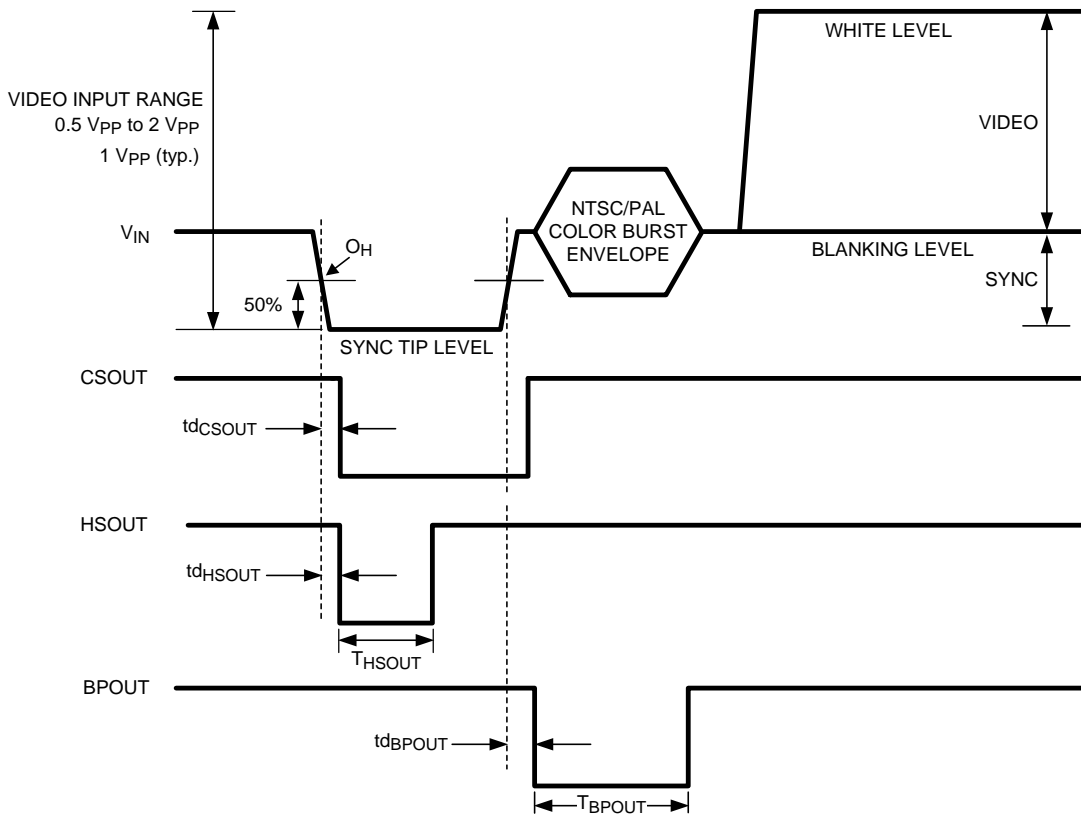 WHITE LEVEL
VIDEO INPUT RANGE
0.5 VPP to 2 VPP
1 VPP (typ.)
VIDEO
NTSC/PAL
COLOR BURST
ENVELOPE
VIN
OH
BLANKING LEVEL
SYNC
50%
SYNC TIP LEVEL
CSOUT
tdCSOUT
HSOUT
tdHSOUT
THSOUT
BPOUT
tdBPOUT
TBPOUT